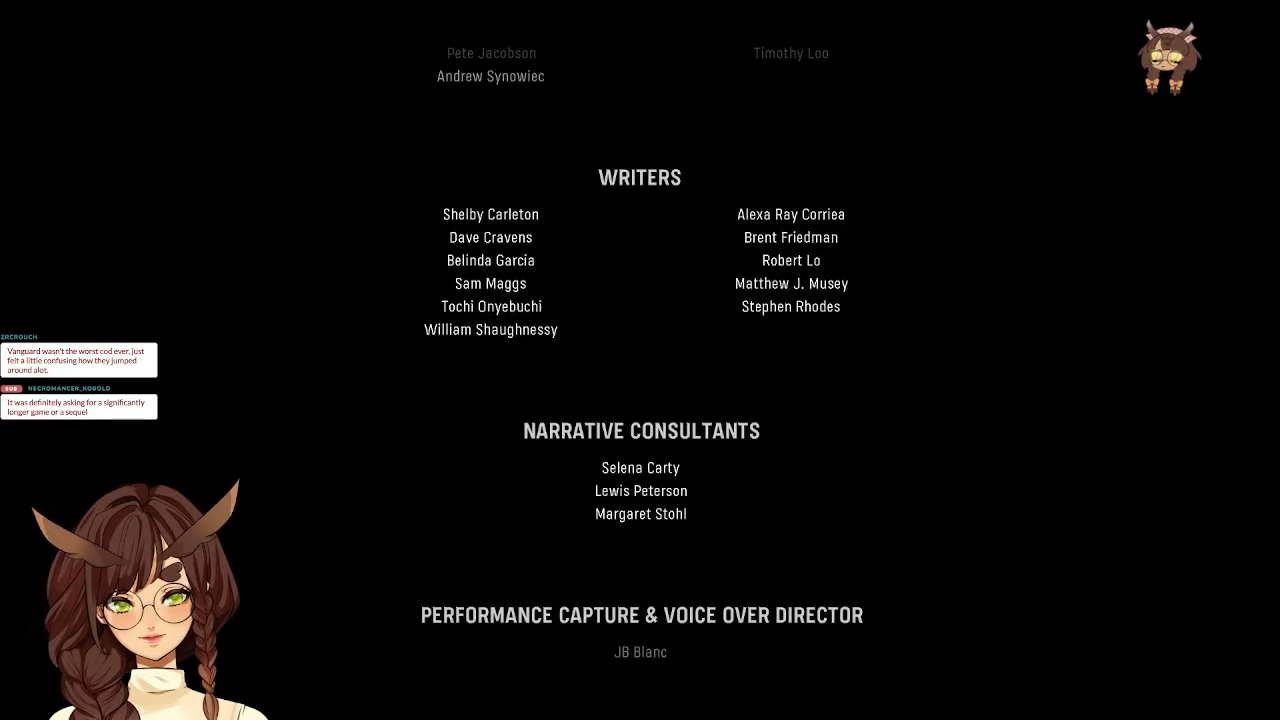 Pete Jacobson
Timothy Loo
Andrew Synowiec
WRITERS
Shelby Carleton
Alexa Ray Corriea
Dave Cravens
Brent Friedman
Belinda Garcia
Robert Lo
Sam Maggs
Matthew J. Musey
Tochi Onyebuchi
Stephen Rhodes
William Shaughnessy
ZRCROUCH
Vanguard wasn't the worst cod ever, just
felt a little confusing how they jumped
around alot.
SUB NECROMANCER_KOBOLD
It was definitely asking for a significantly
longer game or a sequel
NARRATIVE CONSULTANTS
Selena Carty
Lewis Peterson
Margaret Stohl
PERFORMANCE CAPTURE & VOICE OVER DIRECTOR
JB Blanc